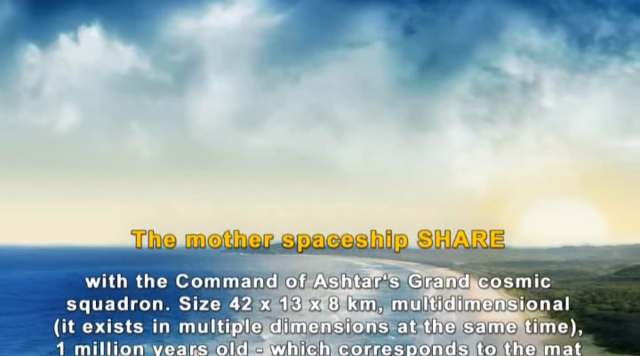 The mother spaceship SHARE
with the Command of Ashtar's Grand cosmic
squadron. Size 42 x 13 x 8 km, multidimensional
(it exists in multiple dimensions at the same time),
1 million years old - which corresponds to the mat